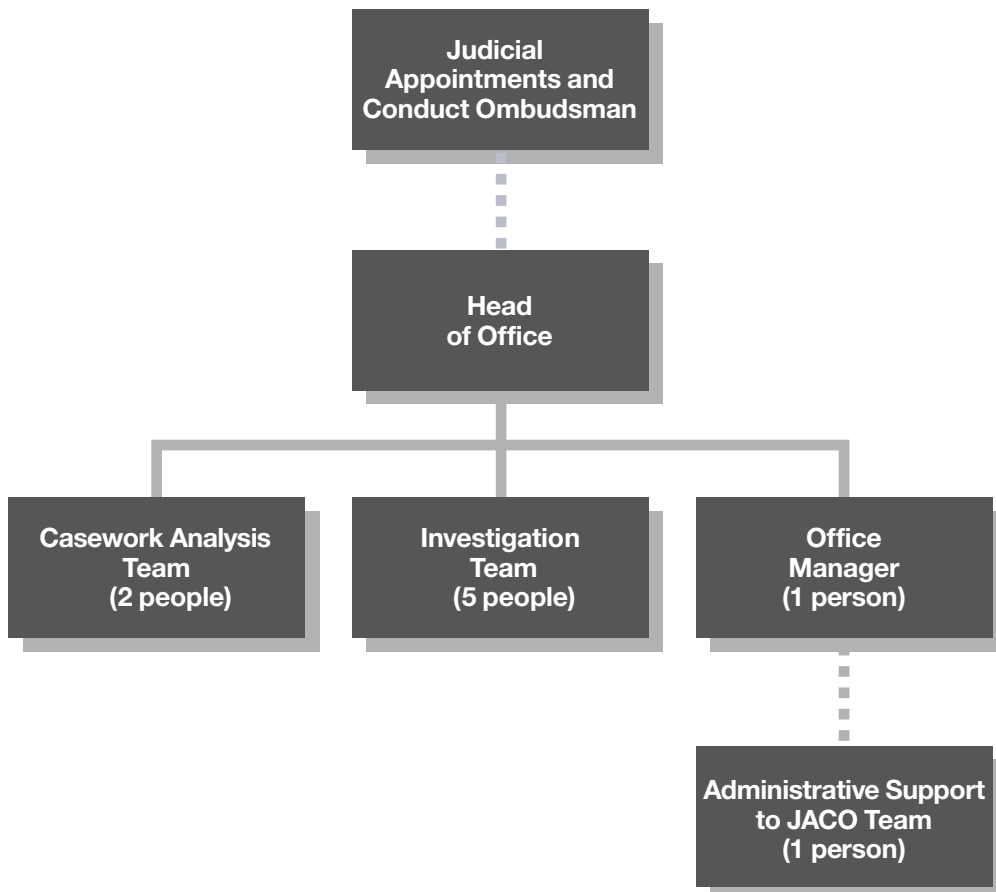 Judicial
Appointments and
Conduct Ombudsman
Head
of Office
Casework Analysis
Team
(2 people)
Investigation
Team
(5 people)
Office
Manager
(1 person)
Administrative Support
to JACO Team
(1 person)